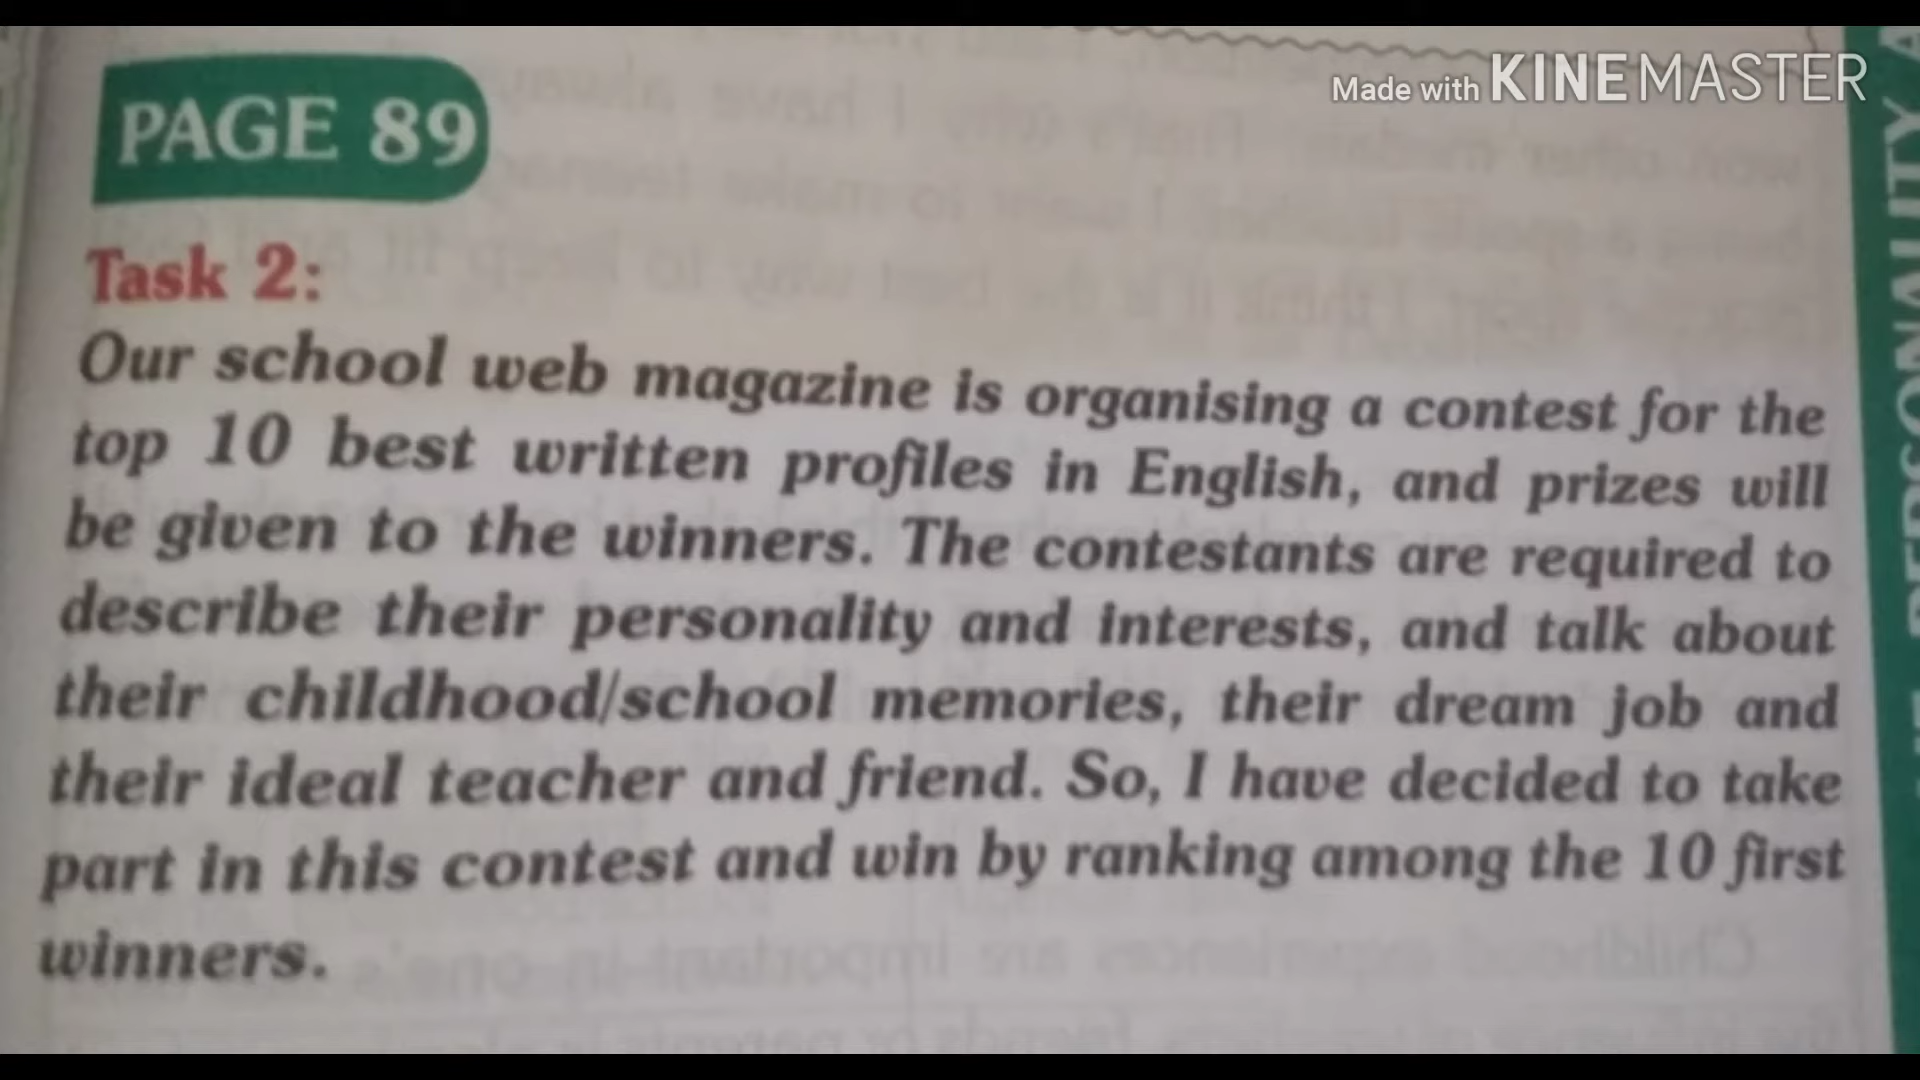 Made with KINEMASTER
PAGE 89
Task 2:
Our school web magazine is organising a contest for the
top 10 best written profiles in English, and prizes will
be given to the winners. The contestants are required to
describe their personality and interests, and talk about
their childhood/school memories, their dream job and
their ideal teacher and friend. So, I have decided to take
part in this contest and win by ranking among the 10 first
winners.
PERSONALITY A